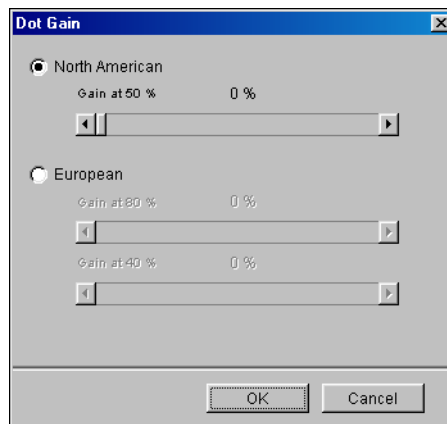 Dot Gain
North American
Gain at 50 % 0 %
European
Gain at 80 % 0 %
Gain at 40 % 0 %
OK Cancel